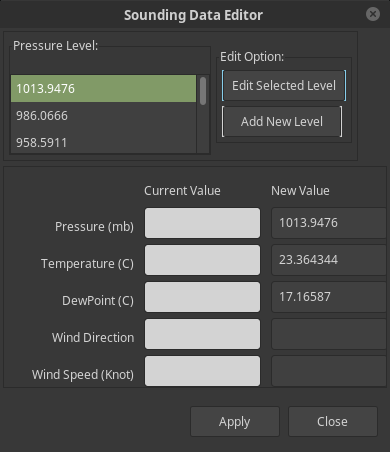 Sounding Data Editor
Pressure Level:
Edit Option:
1013.9476
986.0666
958.5911
Edit Selected Level
Add New Level
Current Value New Value
Pressure (mb) 1013.9476
Temperature (C) 23.364344
DewPoint (C) 17.16587
Wind Direction
Wind Speed (Knot)
Apply Close